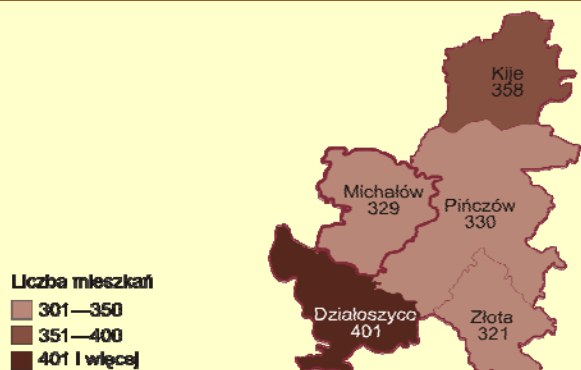 Kije
358
Michałów
329
Pińczów
330
Liczba mieszkań
301—350
351—400
401 i więcej
Działoszyce
401
Złota
321